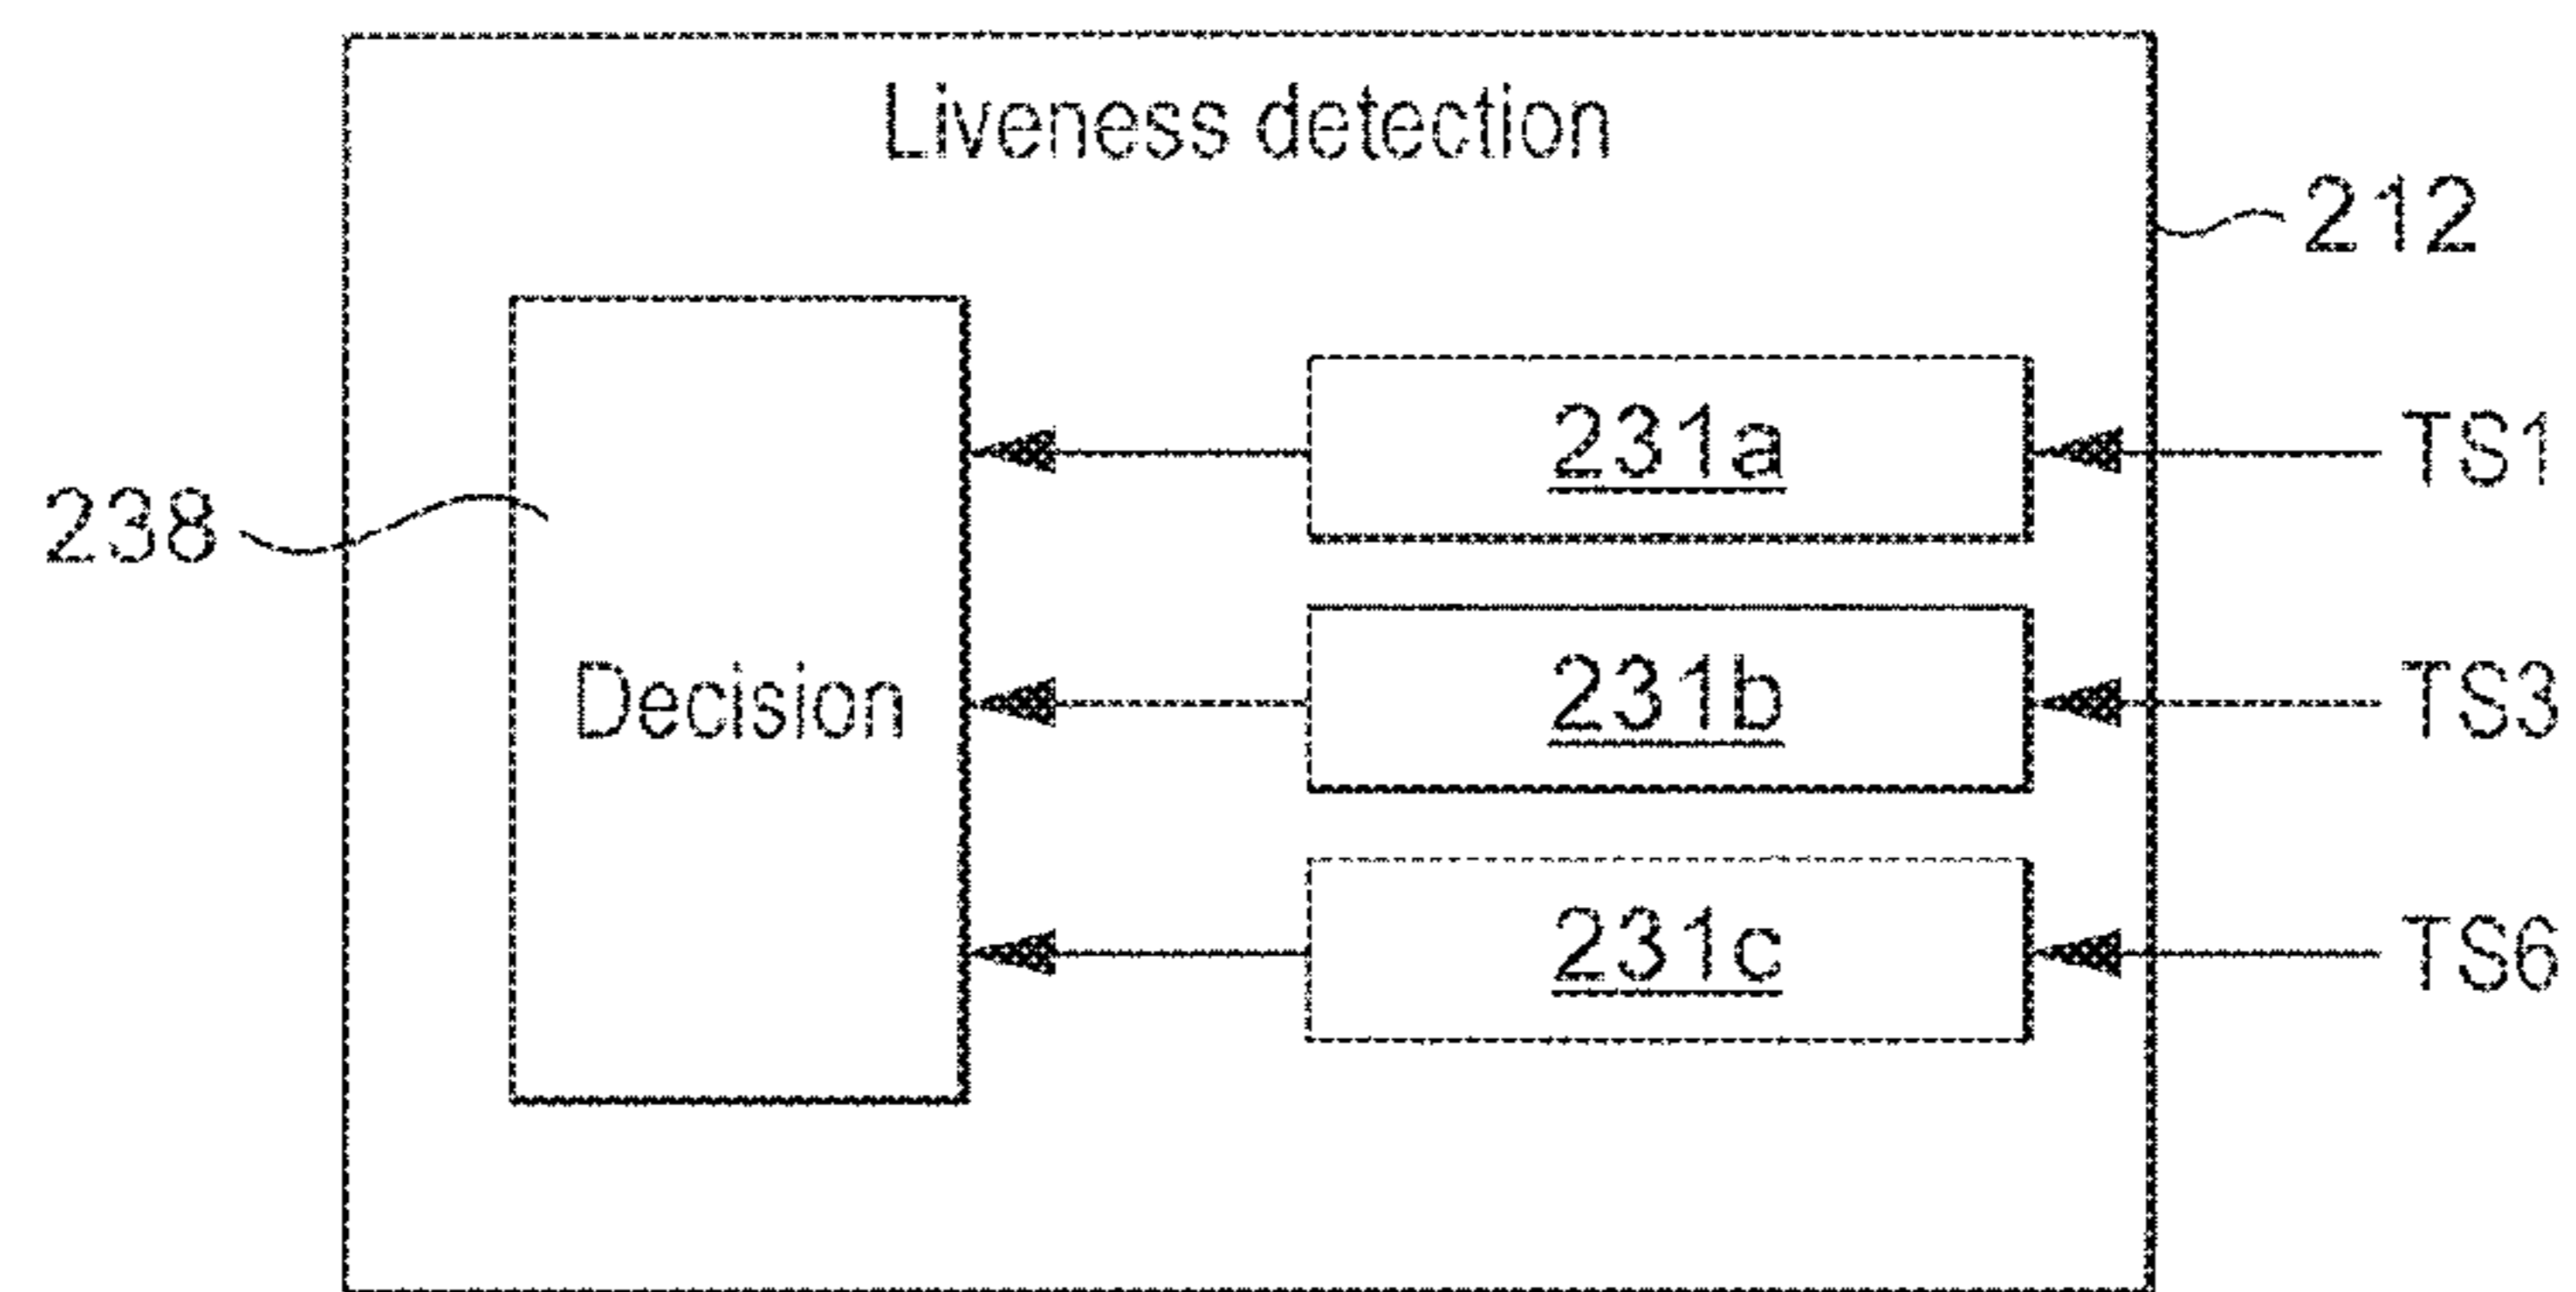 Liveness detection
212
231a
TS1
238
Decision
231b
TS3
231c
TS6